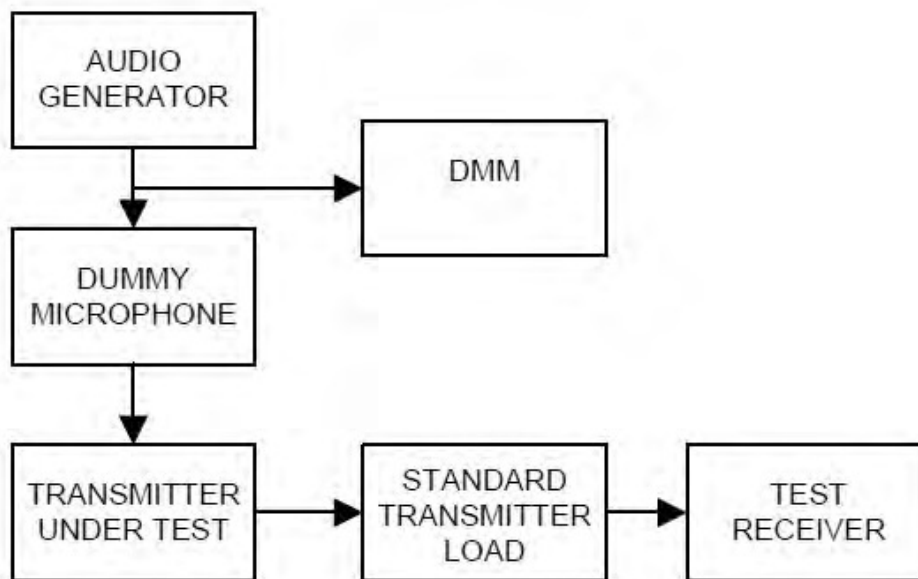 AUDIO
GENERATOR
DMM
DUMMY
MICROPHONE
TRANSMITTER
UNDER TEST
STANDARD
TRANSMITTER
LOAD
TEST
RECEIVER